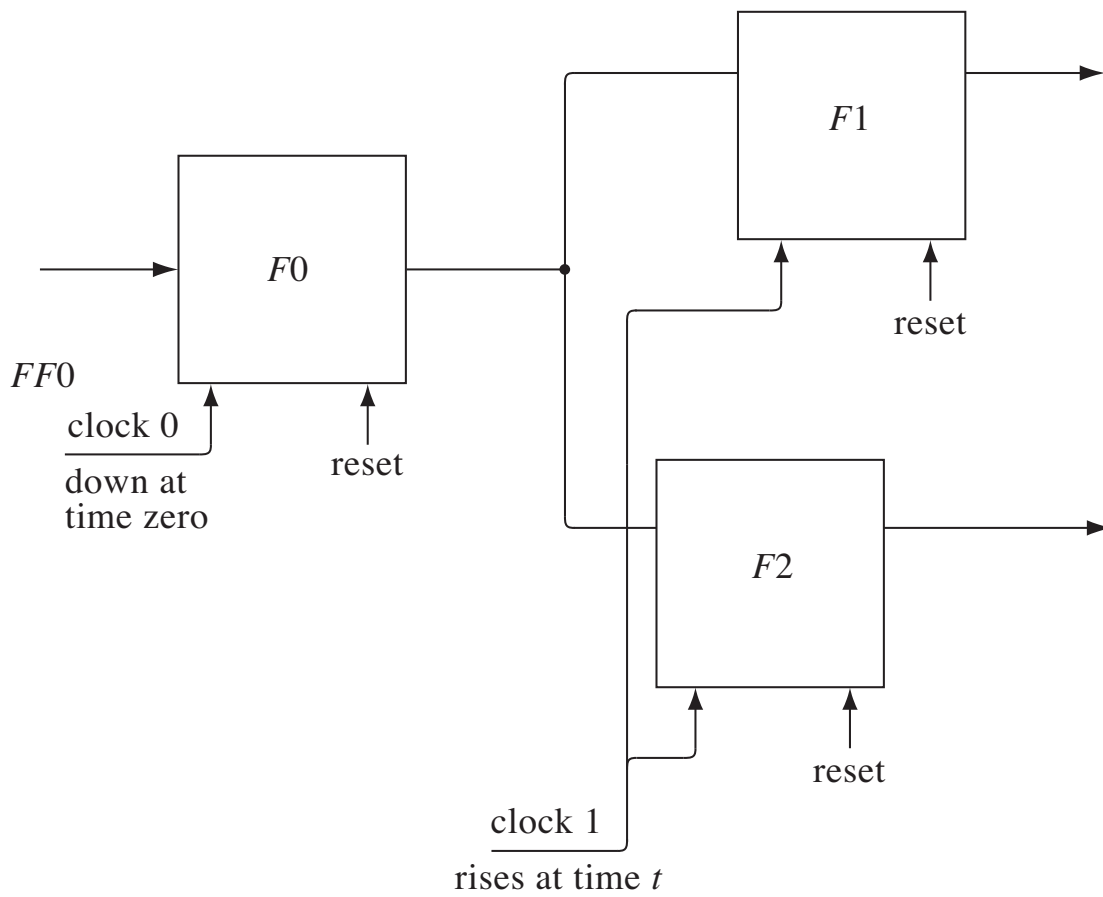 F1
F0
reset
FF0
clock 0
reset
down at
time zero
F2
reset
clock 1
rises at time t